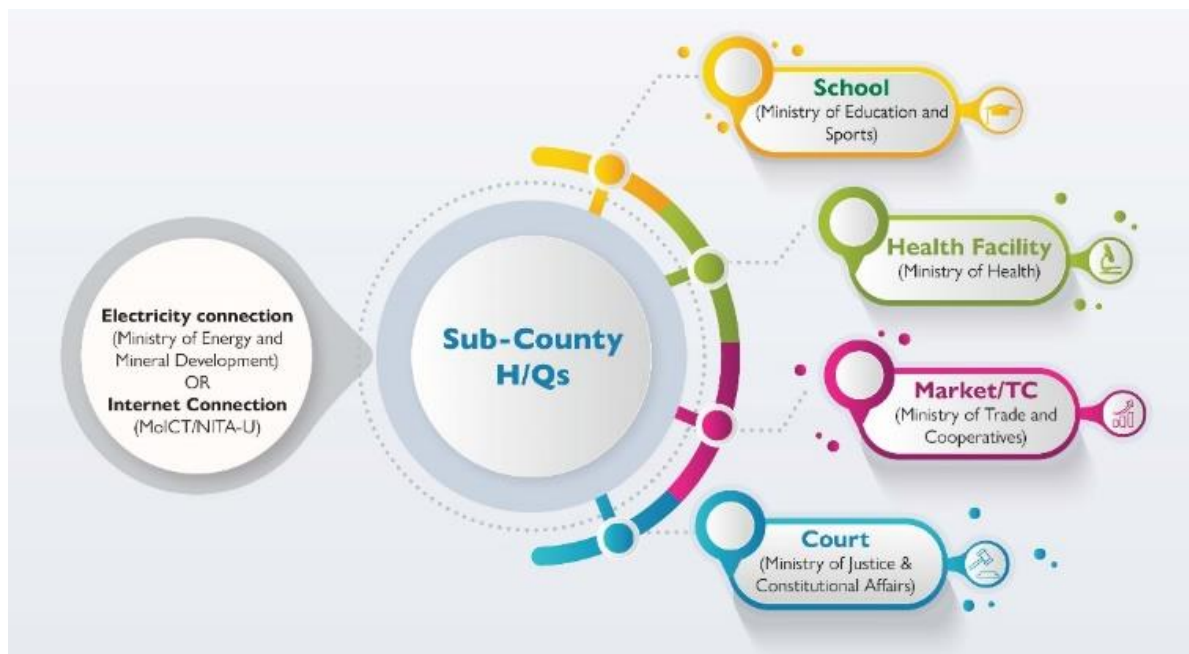 Electricity connection
(Ministry of Energy and
Mineral Development)
OR
Internet Connection
(MoICT/NITA-U)
Sub-County
H/Qs
School
(Ministry of Education and
Sports)
Health Facility
(Ministry of Health)
Market/TC
(Ministry of Trade and
Cooperatives)
Court
(Ministry of Justice &
Constitutional Affairs)